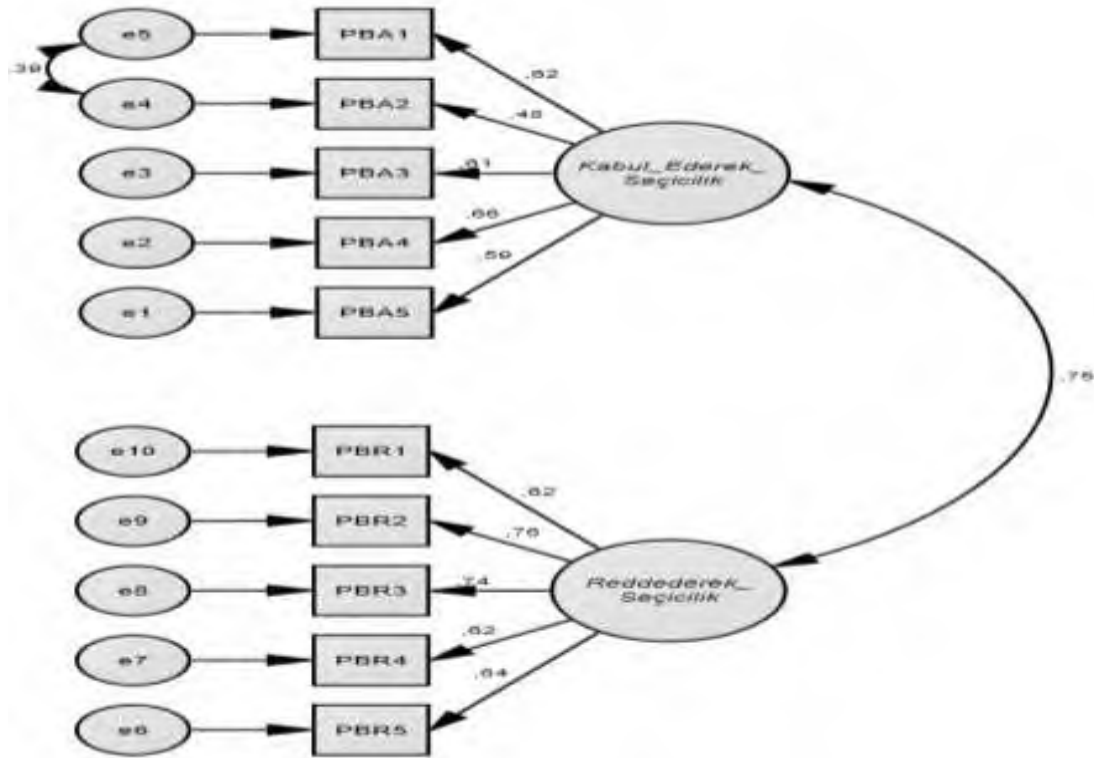 e5
PBA1
.39
.62
e4
PBA2
.48
e3
PBA3
.61
Kabul_Ederek_
Seçicilik
e2
PBA4
.66
.59
e1
PBA5
.76
e10
PBR1
.62
e9
PBR2
.76
e8
PBR3
.74
Reddederek_
Seçicilik
e7
PBR4
.62
.64
e6
PBR5